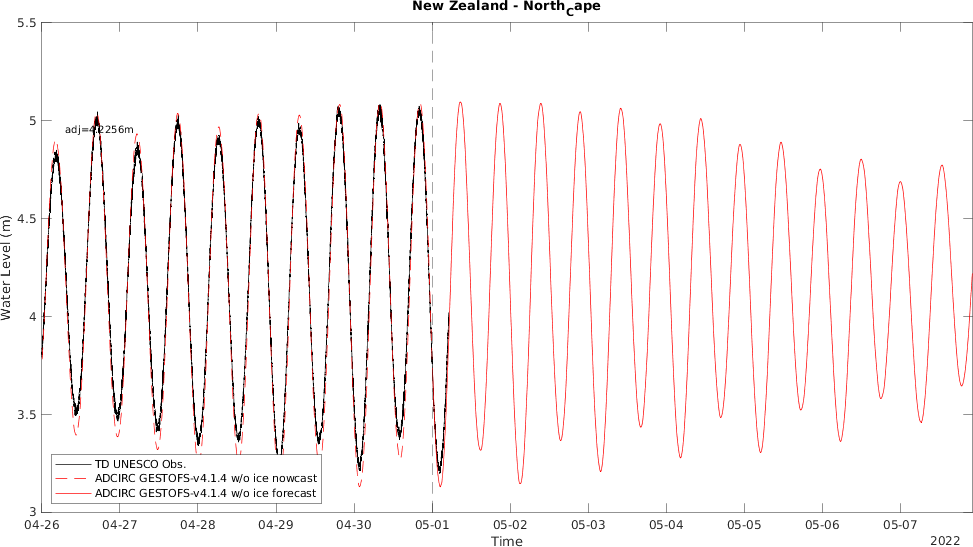 New Zealand - North_Cape
5.5
5
4.5
4
3.5
3
Water Level (m)
adj=4.2256m
TD UNESCO Obs.
ADCIRC GESTOFS-v4.1.4 w/o ice nowcast
ADCIRC GESTOFS-v4.1.4 w/o ice forecast
04-26 04-27 04-28 04-29 04-30 05-01 05-02 05-03 05-04 05-05 05-06 05-07
Time
2022